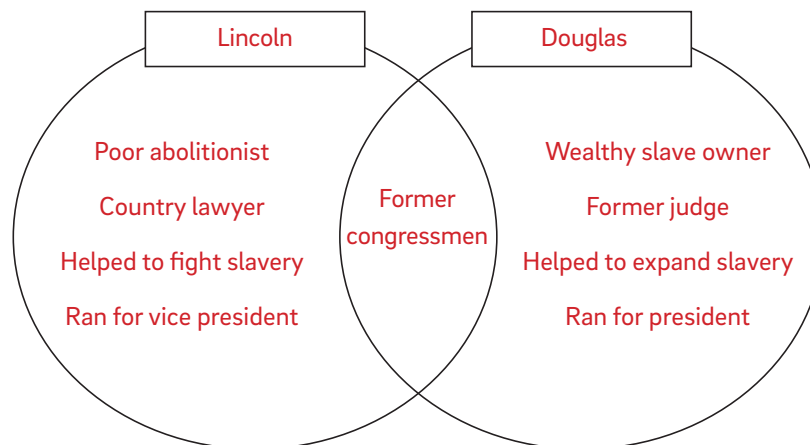 Lincoln
Douglas
Poor abolitionist
Country lawyer
Helped to fight slavery
Ran for vice president
Former
congressmen
Wealthy slave owner
Former judge
Helped to expand slavery
Ran for president